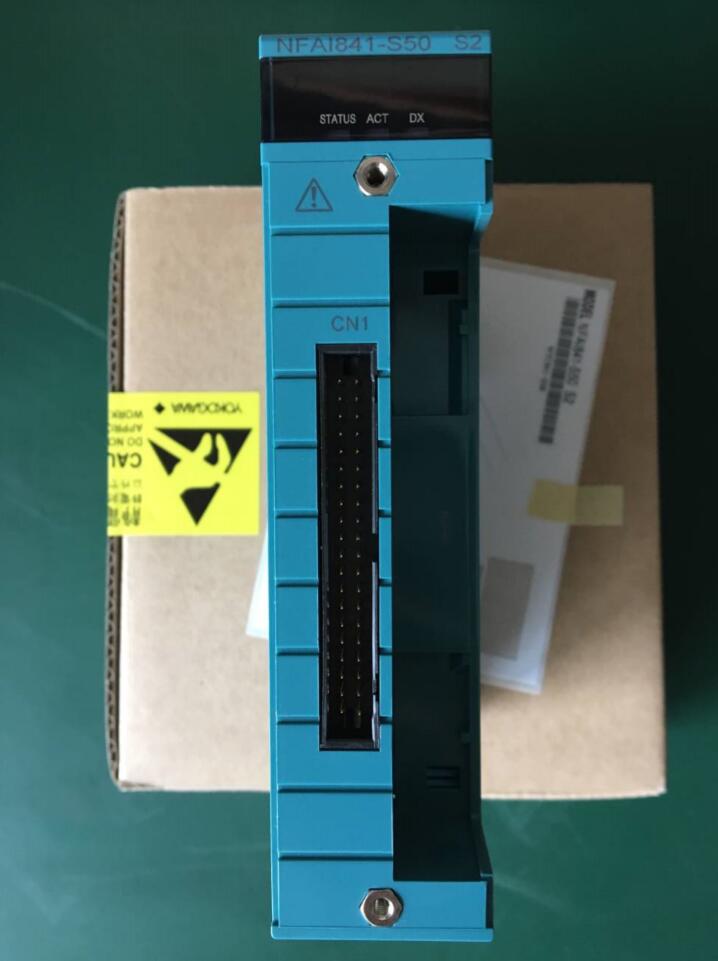 NFAI841-S50 S2
STATUS ACT DX
CN1
MODEL NFAI841-S50 S2
YOKOGAWA ◆
CAU
DO NO
APPRO
WORK